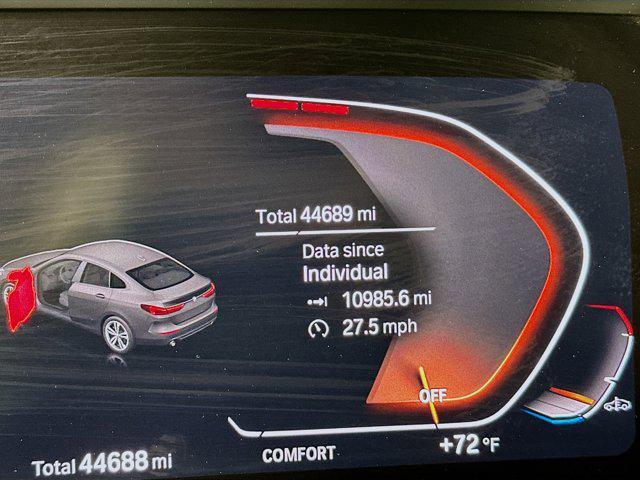 Total 44689 mi
Data since
Individual
10985.6 mi
27.5 mph
OFF
+72 °F
COMFORT
Total 44688 mi